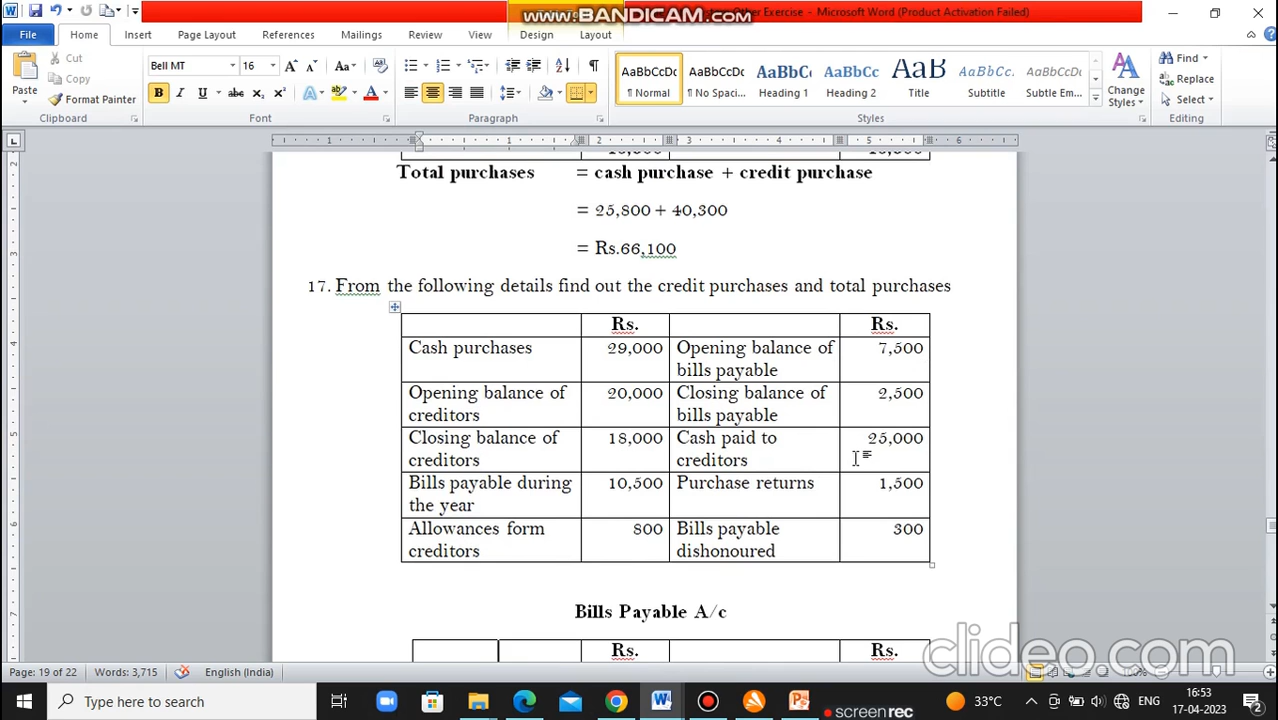 www.BANDICAM.com
Other Exercise - Microsoft Word (Product Activation Failed)
File Home Insert Page Layout References Mailings Review View Design Layout
Paste
Cut
Copy
Format Painter
Clipboard
Bell MT 16
Font
Paragraph
AaBbCcDc
¶ Normal
AaBbCcDc
¶ No Spaci...
AaBbC
Heading 1
AaBbCc
Heading 2
AaB
Title
AaBbCcL
Subtitle
AaBbCcD
Subtle Em...
Change
Styles
Styles
Find
Replace
Select
Editing
Total purchases = cash purchase + credit purchase
= 25,800 + 40,300
= Rs.66,100
17. From the following details find out the credit purchases and total purchases
Rs. Rs.
Cash purchases 29,000 Opening balance of bills payable 7,500
Opening balance of creditors 20,000 Closing balance of bills payable 2,500
Closing balance of creditors 18,000 Cash paid to creditors 25,000
Bills payable during the year 10,500 Purchase returns 1,500
Allowances form creditors 800 Bills payable dishonoured 300
Bills Payable A/c
Rs. Rs.
clideo.com
Page: 19 of 22 Words: 3,715 English (India) 100%
Type here to search
screen rec
33°C
ENG
16:53
17-04-2023